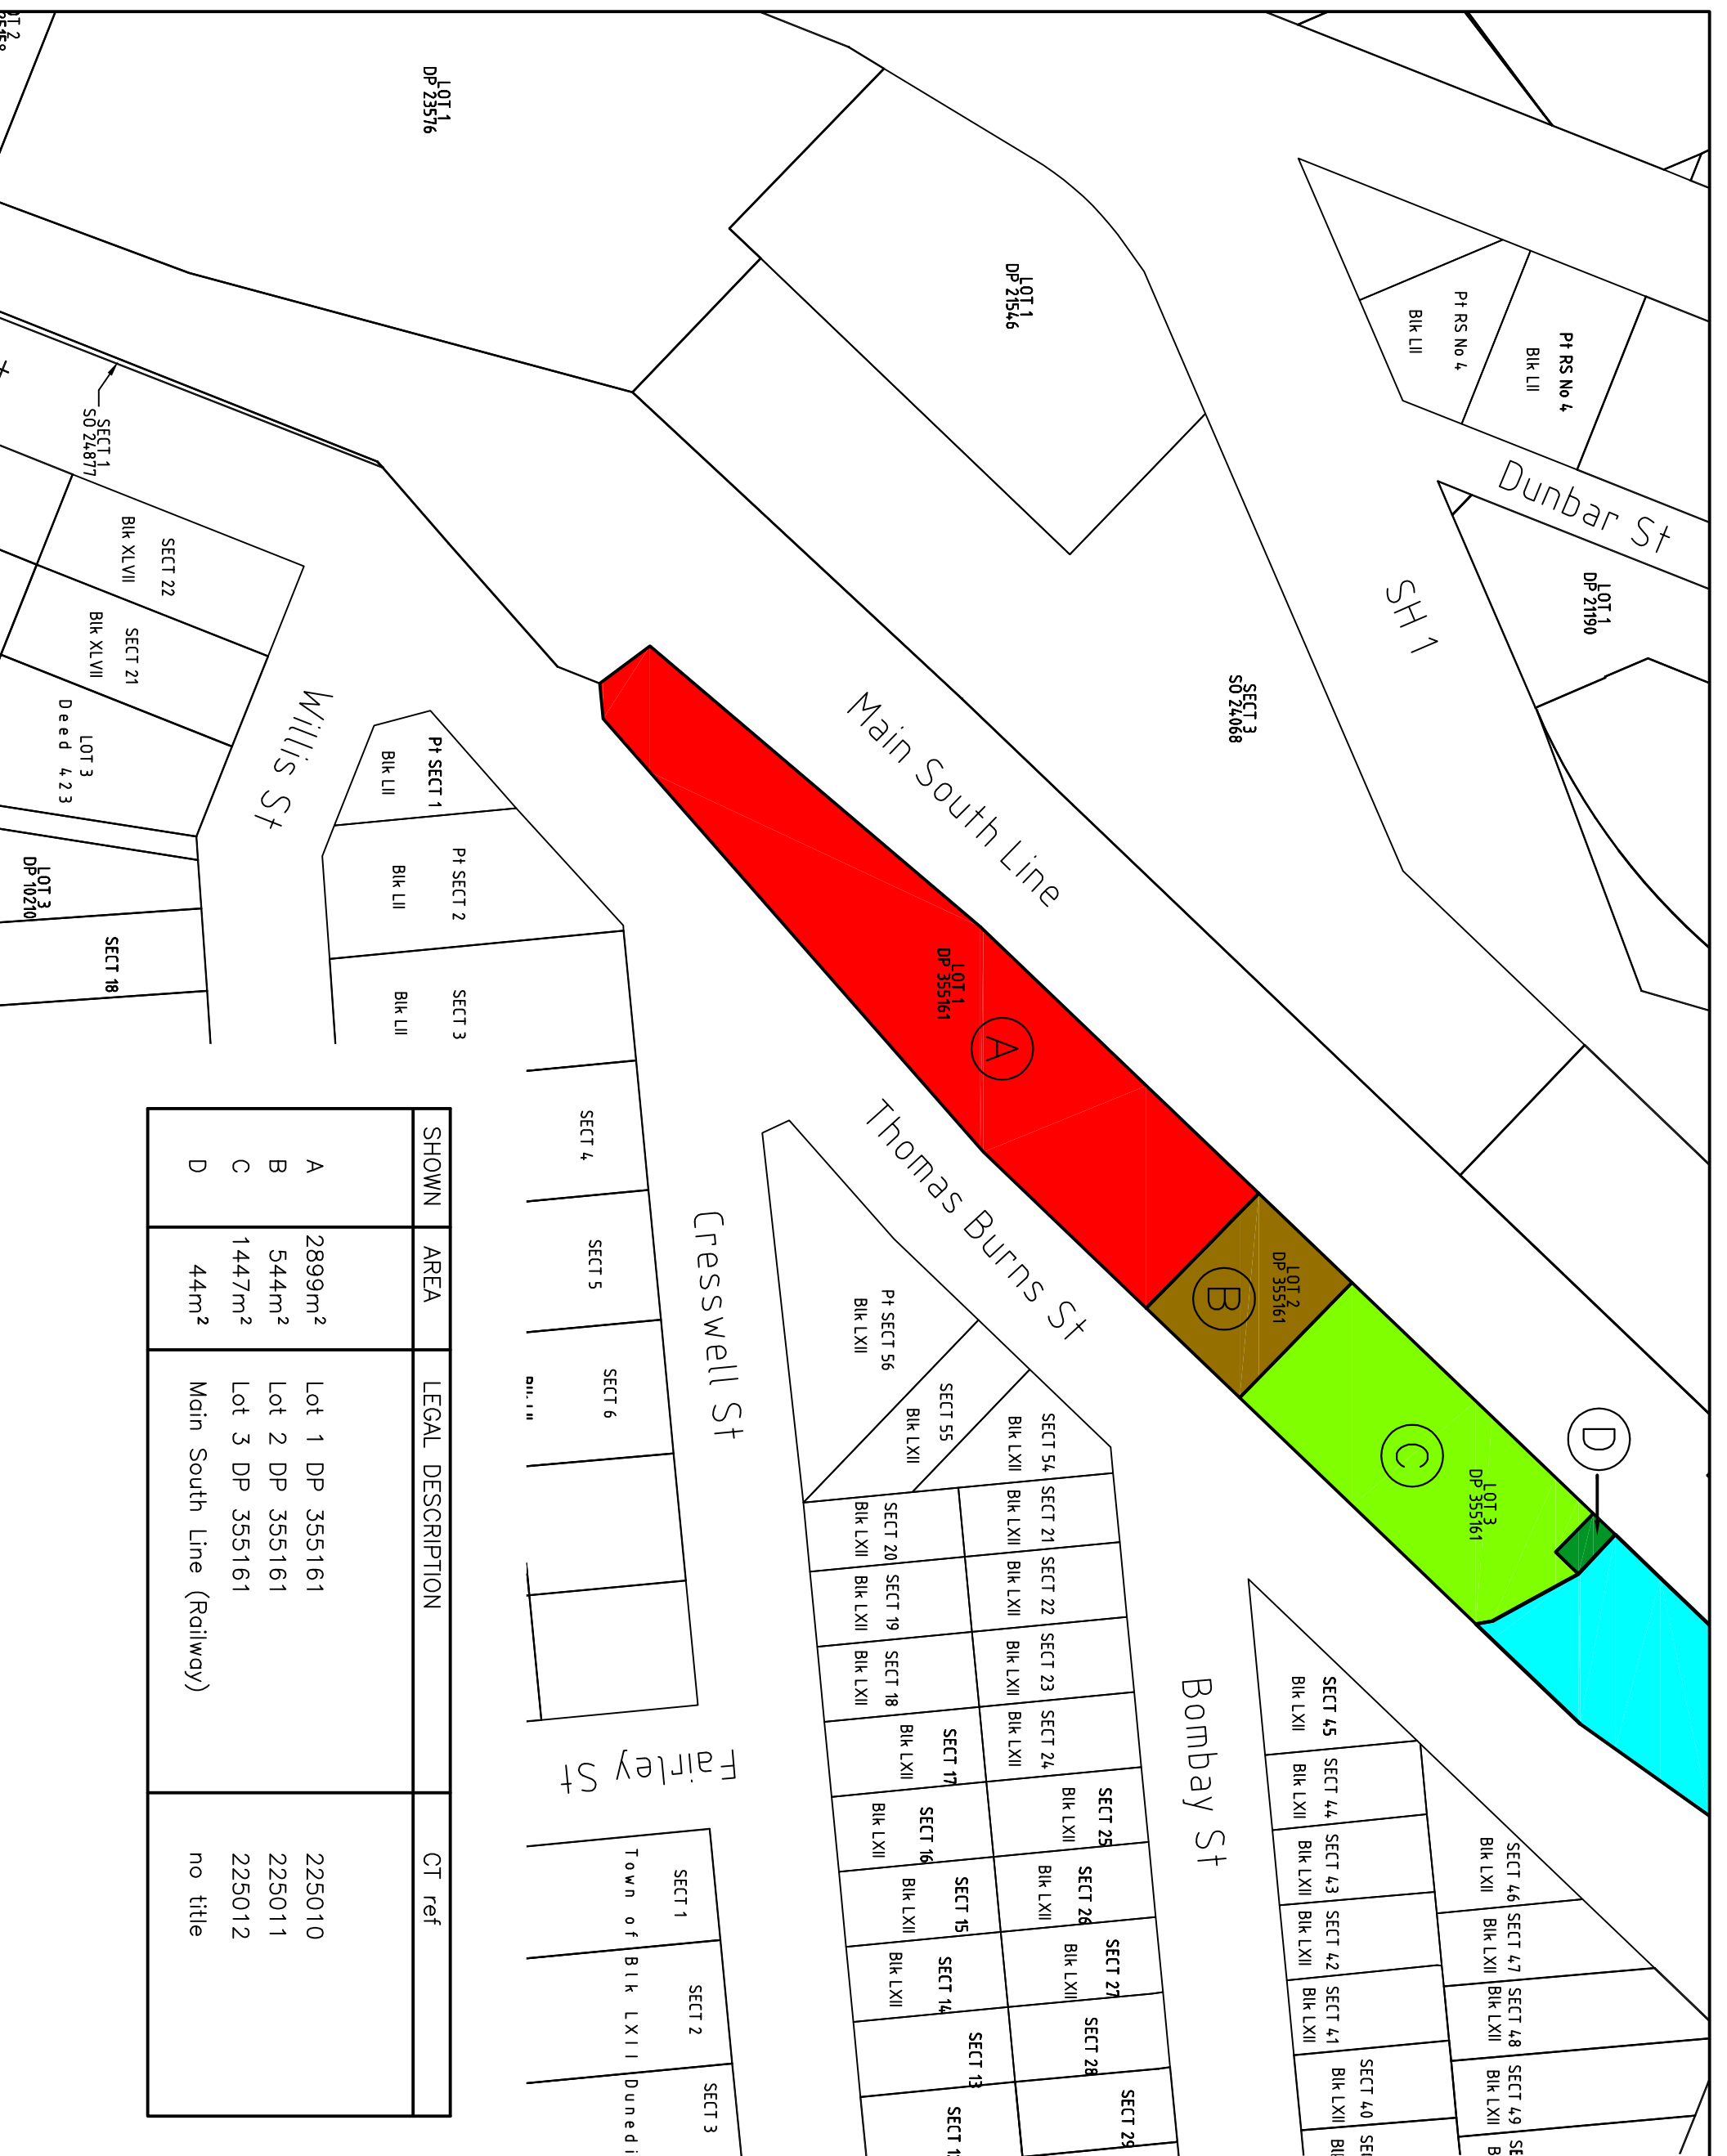 LOT 1
DP 23576
LOT 1
DP 21546
Pt RS No 4
Blk LII
Pt RS No 4
Blk LII
Dunbar St
LOT 1
DP 21190
SH 1
SECT 3
SO 24068
Main South Line
SECT 1
SO 24877
SECT 22
Blk XLVII
SECT 21
Blk XLVII
LOT 3
Deed 423
LOT 3
DP 10210
SECT 18
Willis St
Pt SECT 1
Blk LII
Pt SECT 2
Blk LII
SECT 3
Blk LII
SECT 4
SECT 5
SECT 6
Cresswell St
Thomas Burns St
LOT 1
DP 355161
A
LOT 2
DP 355161
B
LOT 3
DP 355161
C
D
Pt SECT 56
Blk LXII
SECT 55
Blk LXII
SECT 54
Blk LXII
SECT 21
Blk LXII
SECT 22
Blk LXII
SECT 23
Blk LXII
SECT 24
Blk LXII
SECT 25
Blk LXII
SECT 26
Blk LXII
SECT 27
Blk LXII
SECT 28
SECT 29
SECT 20
Blk LXII
SECT 19
Blk LXII
SECT 18
Blk LXII
SECT 17
Blk LXII
SECT 16
Blk LXII
SECT 15
Blk LXII
SECT 14
Blk LXII
SECT 13
Bombay St
SECT 45
Blk LXII
SECT 44
Blk LXII
SECT 43
Blk LXII
SECT 42
Blk LXII
SECT 41
Blk LXII
SECT 40
Blk LXII
SECT 46
Blk LXII
SECT 47
Blk LXII
SECT 48
Blk LXII
SECT 49
Blk LXII
Fairley St
SECT 1
SECT 2
SECT 3
Town of Blk LXII Dunedi
SHOWN AREA LEGAL DESCRIPTION CT ref
A 2899m² Lot 1 DP 355161 225010
B 544m² Lot 2 DP 355161 225011
C 1447m² Lot 3 DP 355161 225012
D 44m² Main South Line (Railway) no title